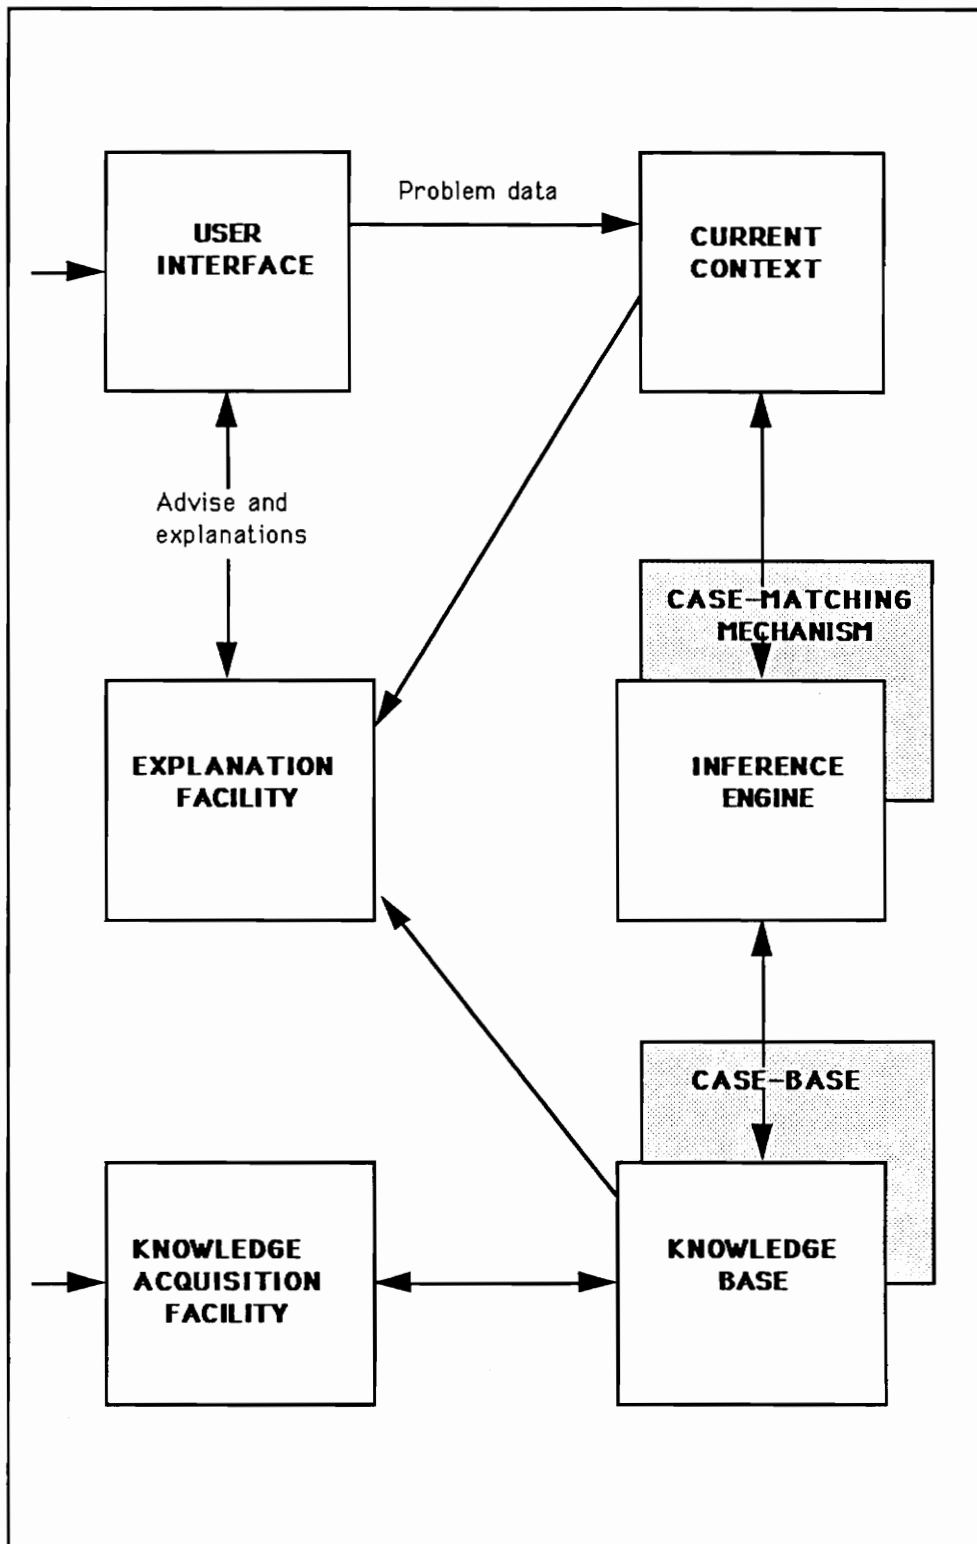 USER
INTERFACE
Problem data
CURRENT
CONTEXT
Advise and
explanations
CASE-MATCHING
MECHANISM
EXPLANATION
FACILITY
INFERENCE
ENGINE
CASE-BASE
KNOWLEDGE
ACQUISITION
FACILITY
KNOWLEDGE
BASE